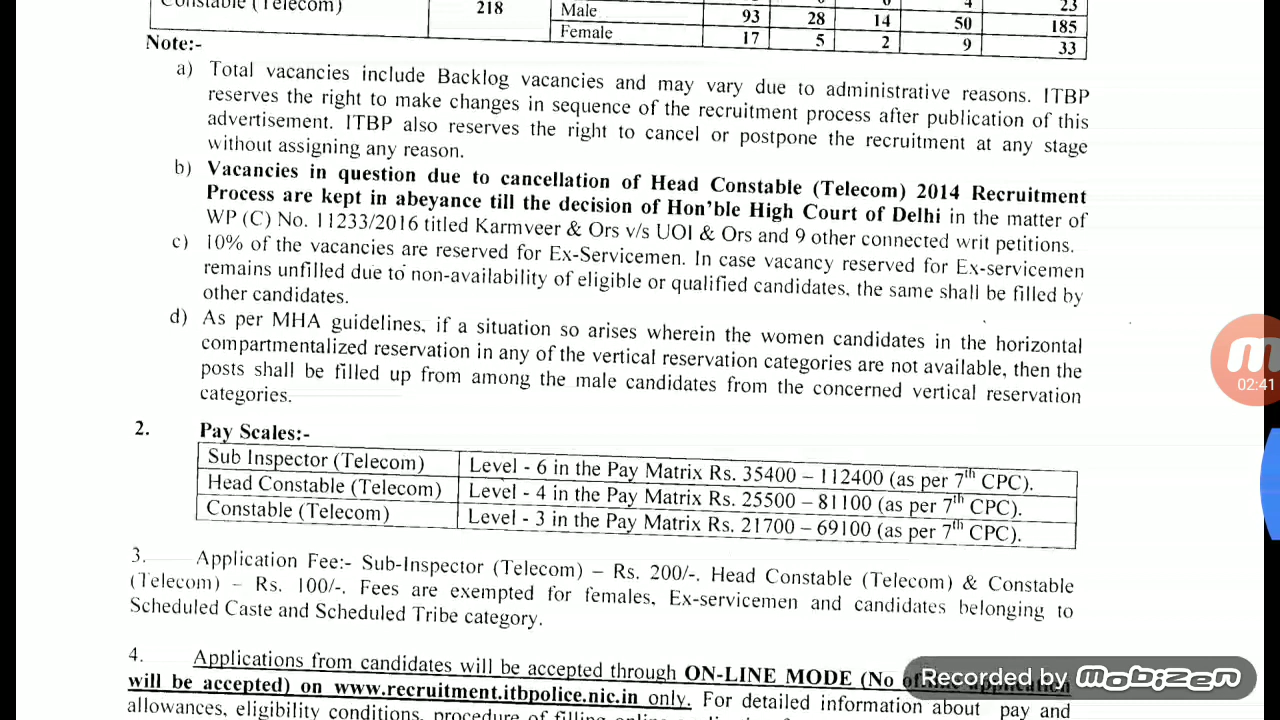 23
Constable (Telecom) 218 Male 93 28 14 50 185
Female 17 5 2 9 33
Note:-
a) Total vacancies include Backlog vacancies and may vary due to administrative reasons. ITBP
reserves the right to make changes in sequence of the recruitment process after publication of this
advertisement. ITBP also reserves the right to cancel or postpone the recruitment at any stage
without assigning any reason.
b) Vacancies in question due to cancellation of Head Constable (Telecom) 2014 Recruitment
Process are kept in abeyance till the decision of Hon'ble High Court of Delhi in the matter of
WP (C) No. 11233/2016 titled Karmveer & Ors v/s UOI & Ors and 9 other connected writ petitions.
c) 10% of the vacancies are reserved for Ex-Servicemen. In case vacancy reserved for Ex-servicemen
remains unfilled due to non-availability of eligible or qualified candidates, the same shall be filled by
other candidates.
d) As per MHA guidelines, if a situation so arises wherein the women candidates in the horizontal
compartmentalized reservation in any of the vertical reservation categories are not available, then the
posts shall be filled up from among the male candidates from the concerned vertical reservation
categories.
02:41
2. Pay Scales:-
Sub Inspector (Telecom) Level - 6 in the Pay Matrix Rs. 35400 – 112400 (as per 7th CPC).
Head Constable (Telecom) Level - 4 in the Pay Matrix Rs. 25500 – 81100 (as per 7th CPC).
Constable (Telecom) Level - 3 in the Pay Matrix Rs. 21700 – 69100 (as per 7th CPC).
3. Application Fee:- Sub-Inspector (Telecom) – Rs. 200/-. Head Constable (Telecom) & Constable
(Telecom) – Rs. 100/-. Fees are exempted for females, Ex-servicemen and candidates belonging to
Scheduled Caste and Scheduled Tribe category.
4. Applications from candidates will be accepted through ON-LINE MODE (No
Recorded by mobizen
will be accepted) on www.recruitment.itbpolice.nic.in only. For detailed information about pay and
allowances, eligibility conditions, procedure of filling online